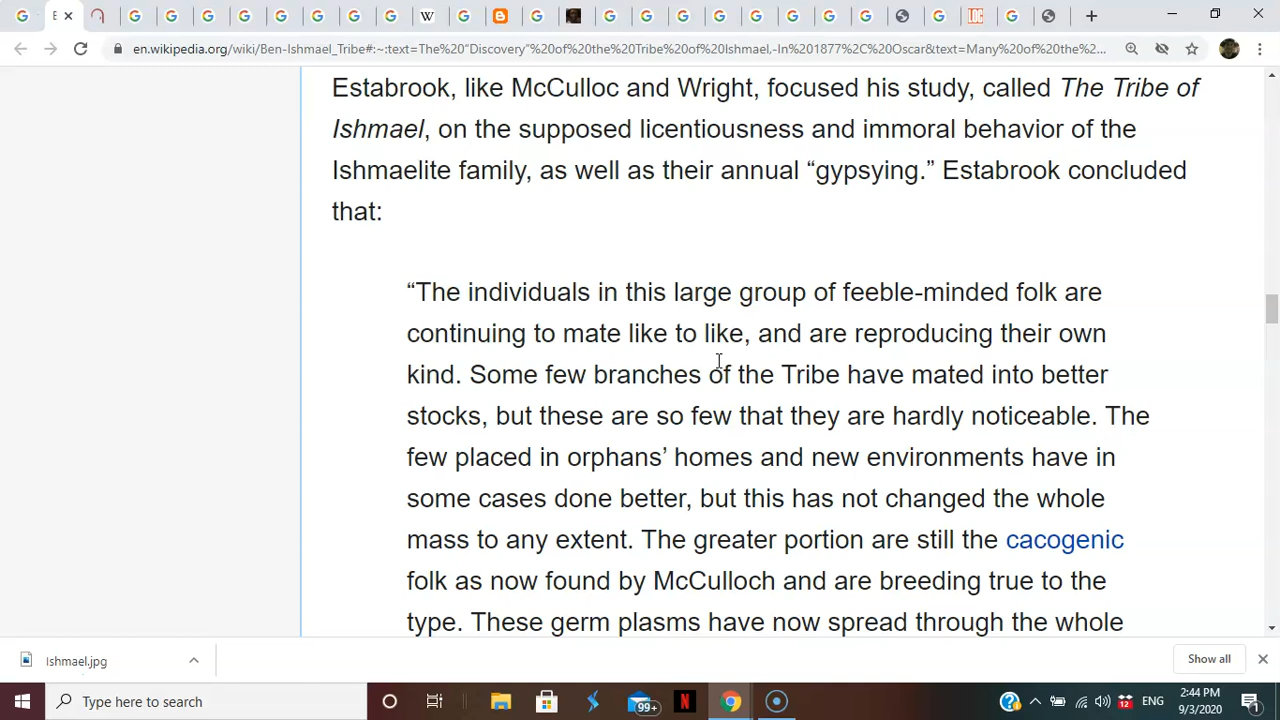 E
W
LOC
en.wikipedia.org/wiki/Ben-Ishmael_Tribe#:~:text=The%20"Discovery"%20of%20the%20Tribe%20of%20Ishmael,-In%201877%2C%20Oscar&text=Many%20of%20the%2...
Estabrook, like McCulloc and Wright, focused his study, called The Tribe of
Ishmael, on the supposed licentiousness and immoral behavior of the
Ishmaelite family, as well as their annual “gypsying.” Estabrook concluded
that:
“The individuals in this large group of feeble-minded folk are
continuing to mate like to like, and are reproducing their own
kind. Some few branches of the Tribe have mated into better
stocks, but these are so few that they are hardly noticeable. The
few placed in orphans’ homes and new environments have in
some cases done better, but this has not changed the whole
mass to any extent. The greater portion are still the cacogenic
folk as now found by McCulloch and are breeding true to the
type. These germ plasms have now spread through the whole
Ishmael.jpg
Show all
Type here to search
99+
N
12
ENG
2:44 PM
9/3/2020
1